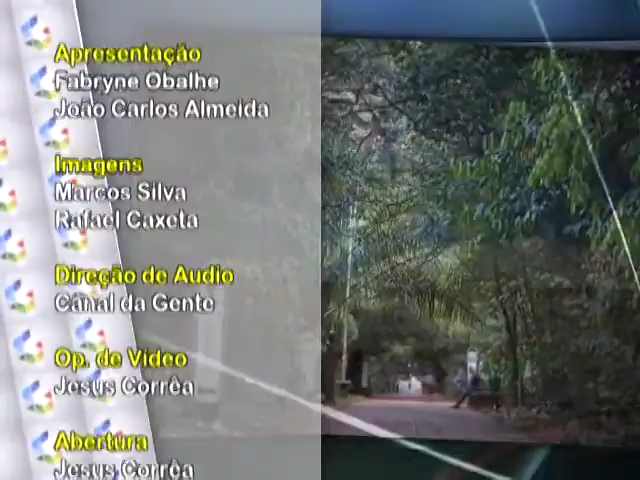 Apresentação
Fabryne Obalhe
João Carlos Almeida
Imagens
Marcos Silva
Rafael Caxeta
Direção de Audio
Canal da Gente
Op. de Video
Jesus Corrêa
Abertura
Jesus Corrêa